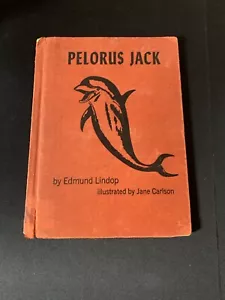 PELORUS JACK
by Edmund Lindop
illustrated by Jane Carlson